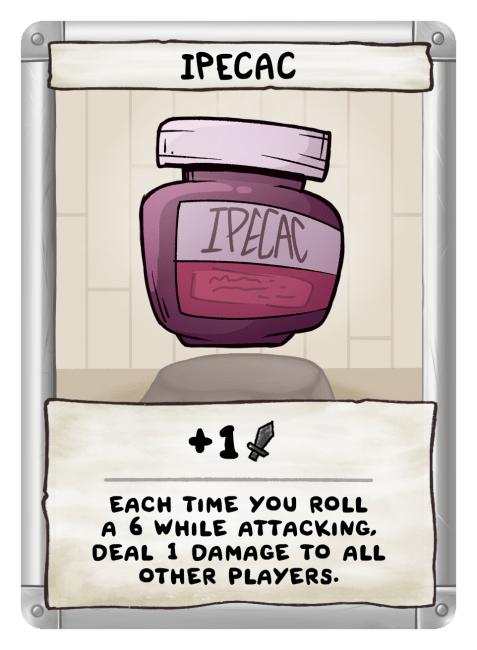 IPECAC
IPECAC
+1
EACH TIME YOU ROLL
A 6 WHILE ATTACKING,
DEAL 1 DAMAGE TO ALL
OTHER PLAYERS.